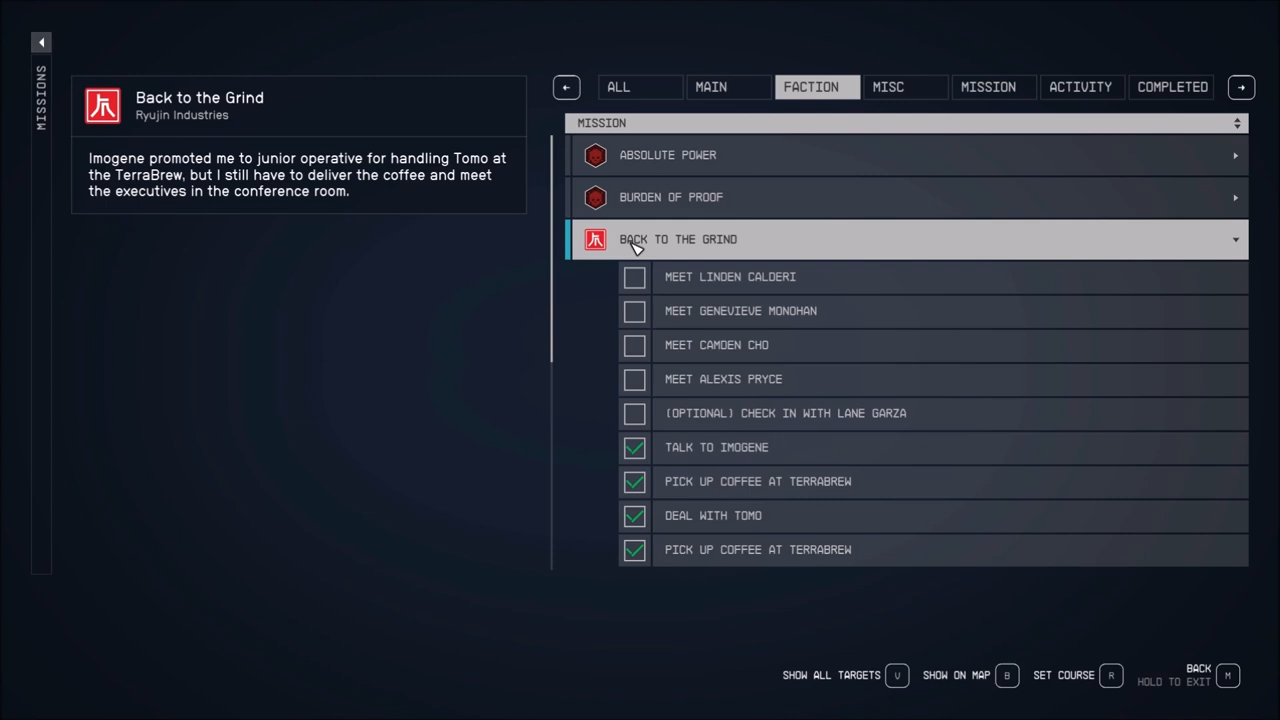 MISSIONS
Back to the Grind
Ryujin Industries
Imogene promoted me to junior operative for handling Tomo at
the TerraBrew, but I still have to deliver the coffee and meet
the executives in the conference room.
ALL MAIN FACTION MISC MISSION ACTIVITY COMPLETED
MISSION
ABSOLUTE POWER
BURDEN OF PROOF
BACK TO THE GRIND
MEET LINDEN CALDERI
MEET GENEVIEVE MONOHAN
MEET CAMDEN CHO
MEET ALEXIS PRYCE
(OPTIONAL) CHECK IN WITH LANE GARZA
TALK TO IMOGENE
PICK UP COFFEE AT TERRABREW
DEAL WITH TOMO
PICK UP COFFEE AT TERRABREW
SHOW ALL TARGETS V SHOW ON MAP B SET COURSE R BACK M
HOLD TO EXIT